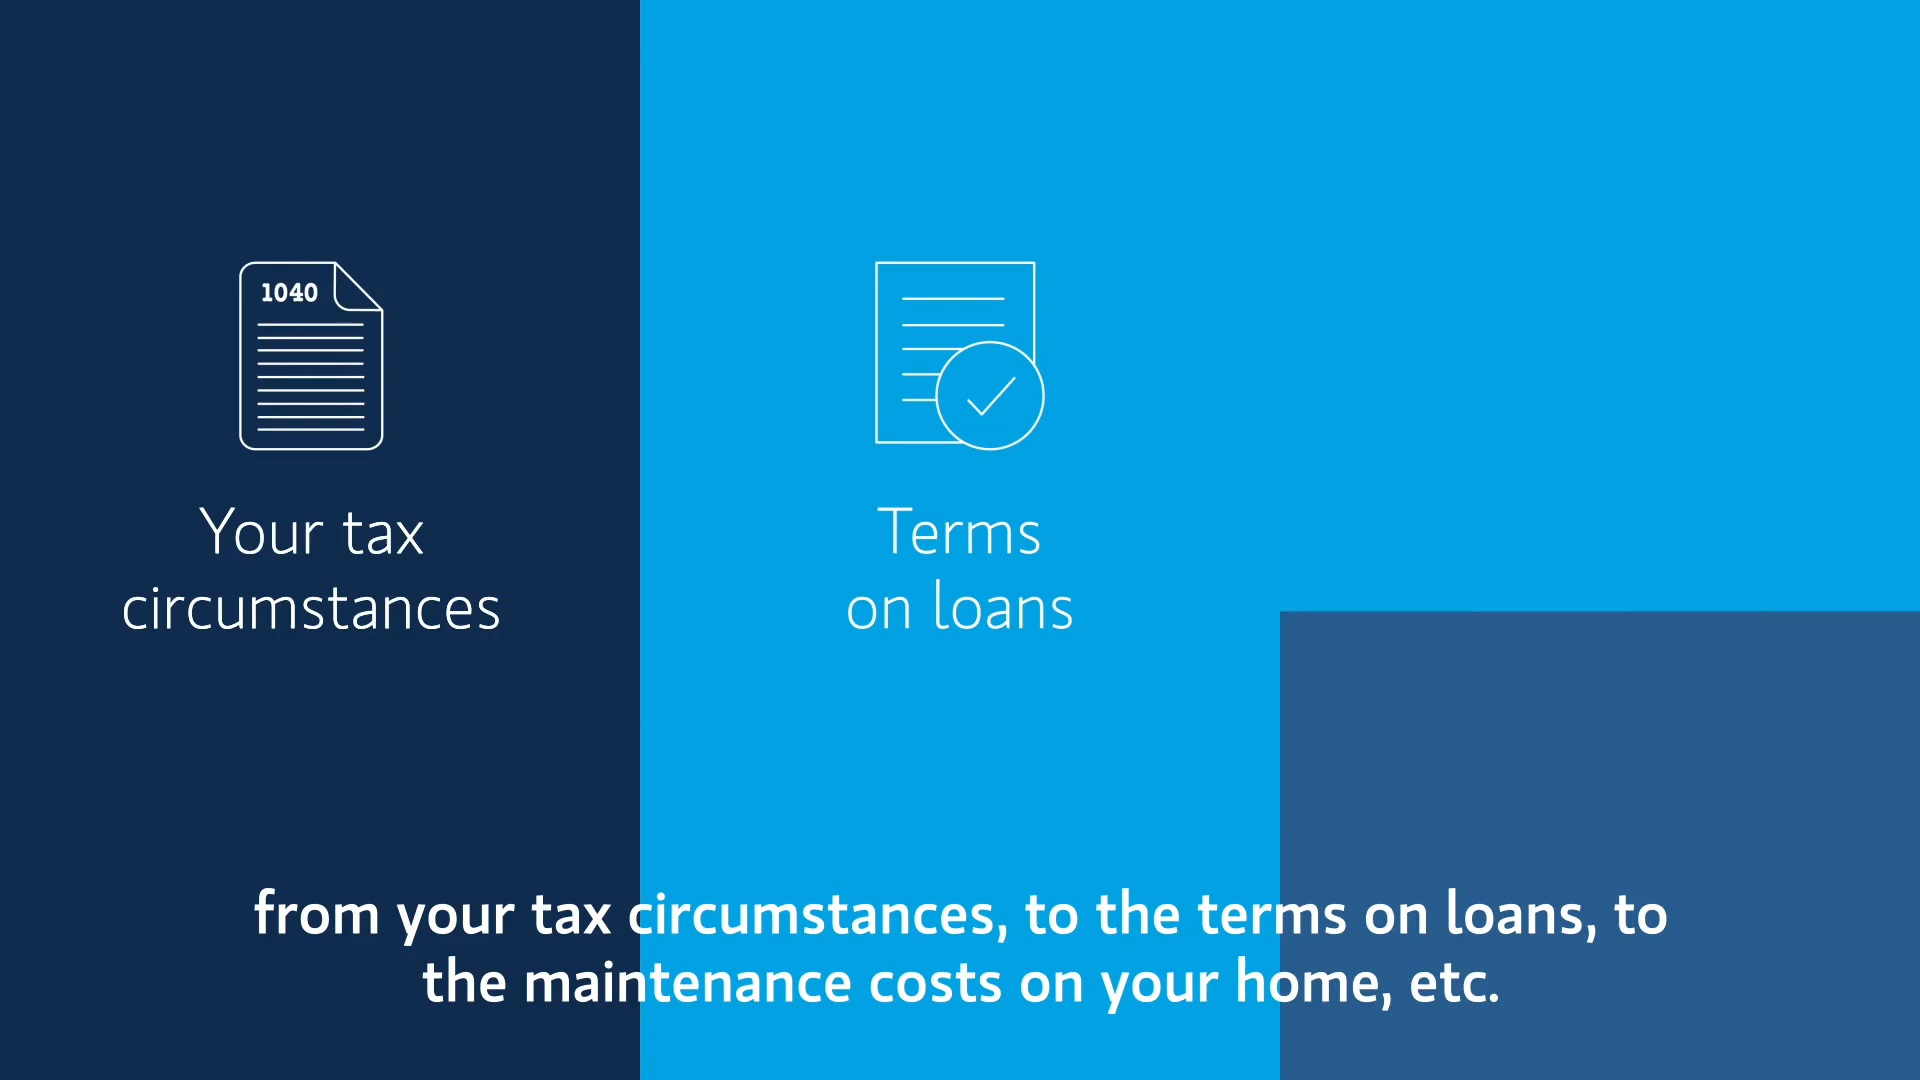 1040
Your tax
circumstances
Terms
on loans
from your tax circumstances, to the terms on loans, to
the maintenance costs on your home, etc.